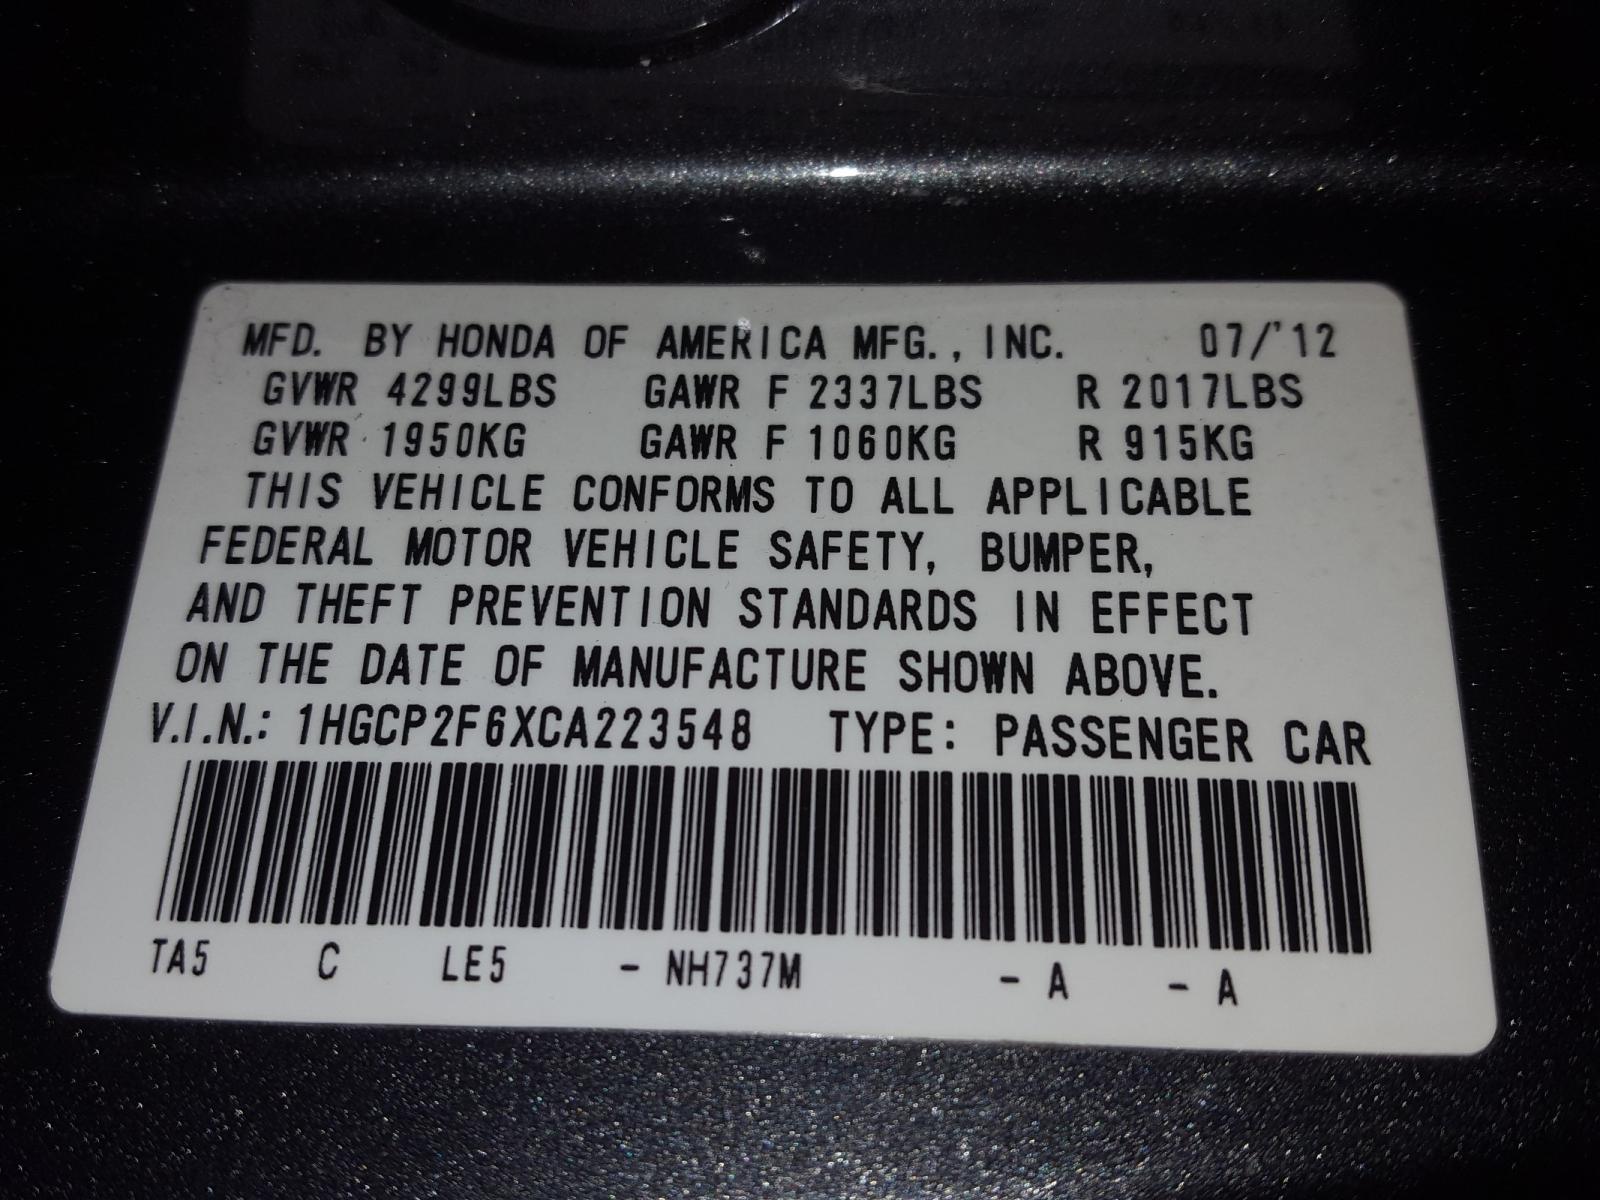 MFD. BY HONDA OF AMERICA MFG., INC. 07/'12
GVWR 4299LBS GAWR F 2337LBS R 2017LBS
GVWR 1950KG GAWR F 1060KG R 915KG
THIS VEHICLE CONFORMS TO ALL APPLICABLE
FEDERAL MOTOR VEHICLE SAFETY, BUMPER,
AND THEFT PREVENTION STANDARDS IN EFFECT
ON THE DATE OF MANUFACTURE SHOWN ABOVE.
V.I.N.: 1HGCP2F6XCA223548 TYPE: PASSENGER CAR
TA5 C LE5 - NH737M - A - A